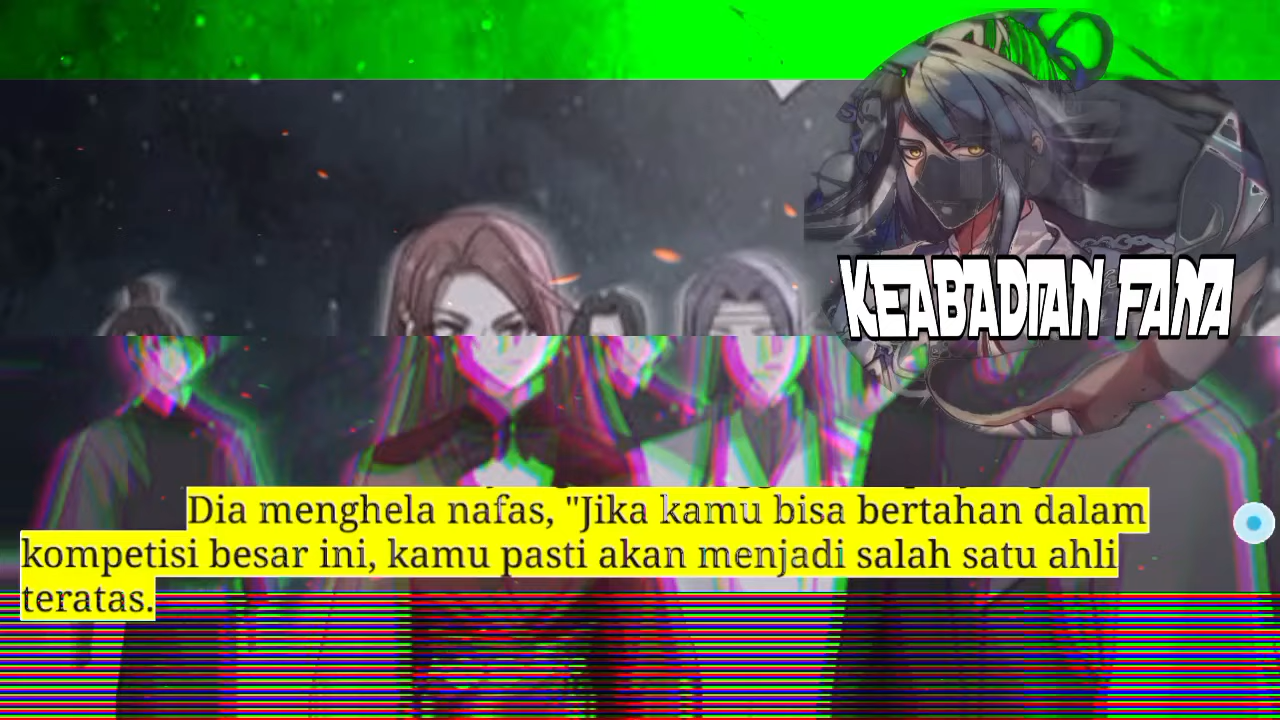 KEABADIAN FANA
Dia menghela nafas, "Jika kamu bisa bertahan dalam
kompetisi besar ini, kamu pasti akan menjadi salah satu ahli
teratas.